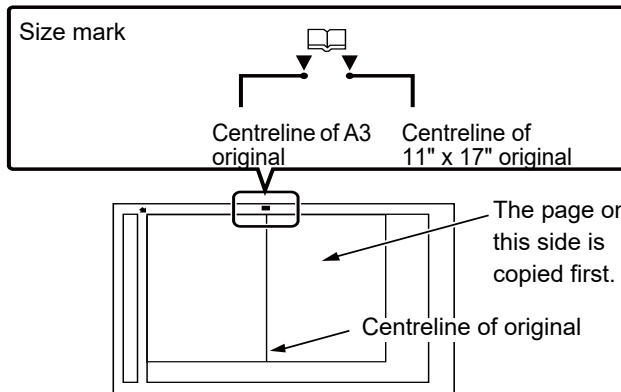 Size mark
Centreline of A3
original
Centreline of
11" x 17" original
The page on
this side is
copied first.
Centreline of original